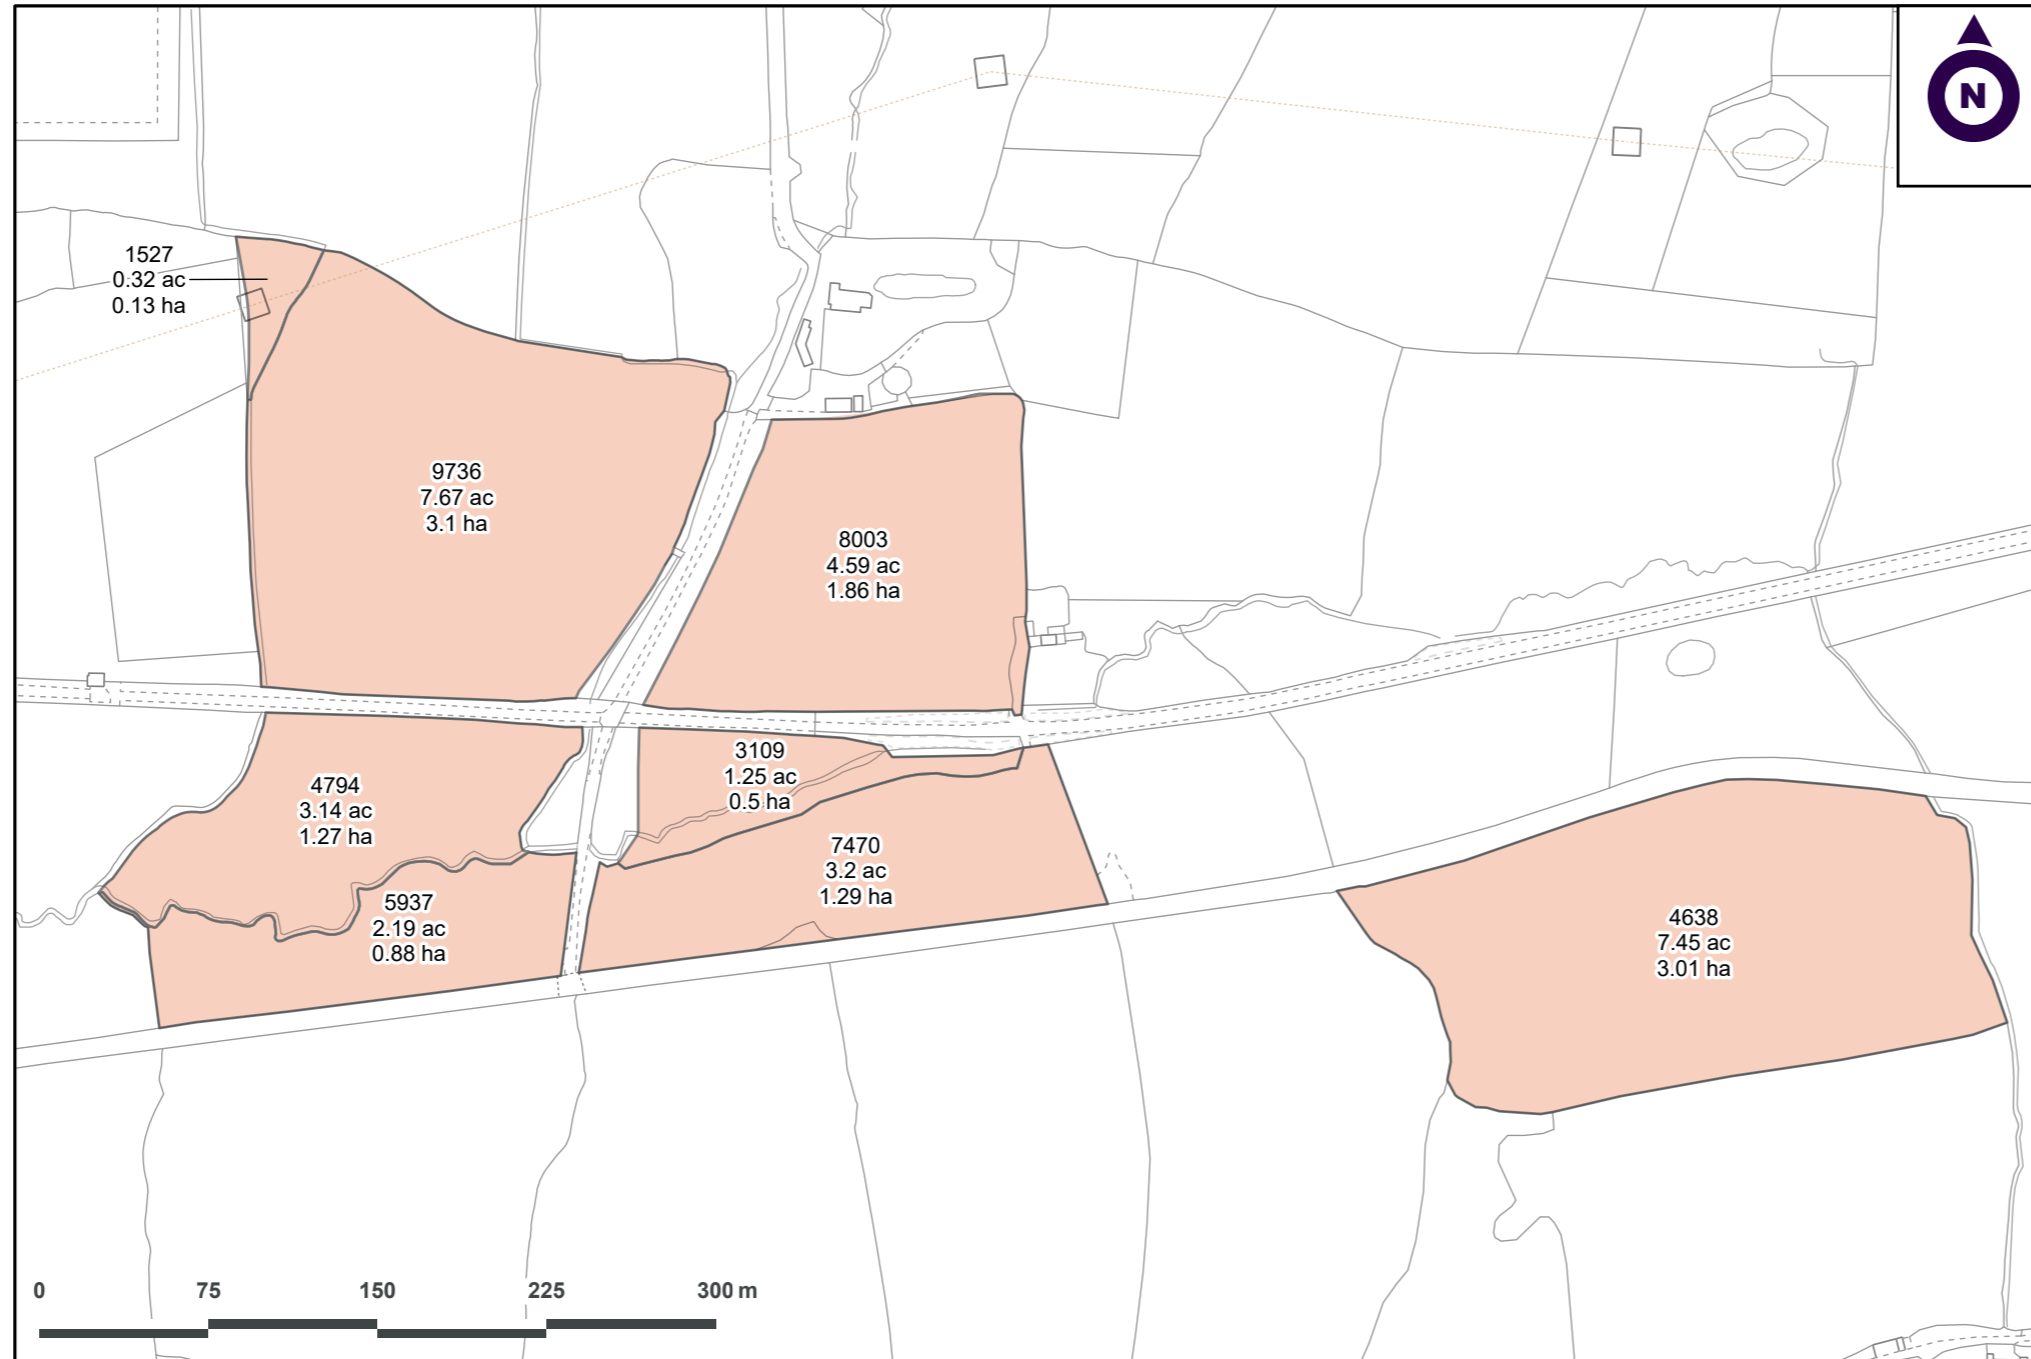 N
1527
0.32 ac
0.13 ha
9736
7.67 ac
3.1 ha
8003
4.59 ac
1.86 ha
3109
1.25 ac
0.5 ha
4794
3.14 ac
1.27 ha
7470
3.2 ac
1.29 ha
5937
2.19 ac
0.88 ha
4638
7.45 ac
3.01 ha
0 75 150 225 300 m